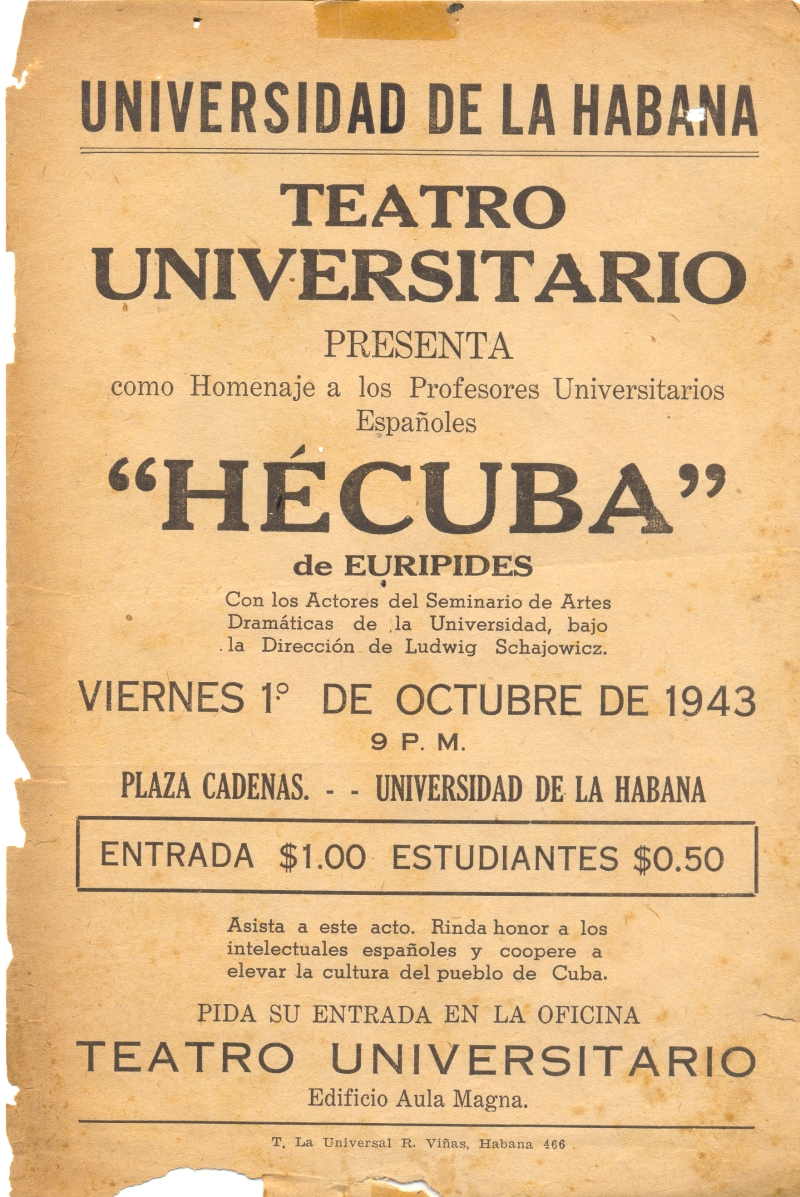 UNIVERSIDAD DE LA HABANA
TEATRO
UNIVERSITARIO
PRESENTA
como Homenaje a los Profesores Universitarios
Españoles
“HÉCUBA”
de EURIPIDES
Con los Actores del Seminario de Artes
Dramáticas de la Universidad, bajo
la Dirección de Ludwig Schajowicz.
VIERNES 1º DE OCTUBRE DE 1943
9 P. M.
PLAZA CADENAS. - - UNIVERSIDAD DE LA HABANA
ENTRADA $1.00 ESTUDIANTES $0.50
Asista a este acto. Rinda honor a los
intelectuales españoles y coopere a
elevar la cultura del pueblo de Cuba.
PIDA SU ENTRADA EN LA OFICINA
TEATRO UNIVERSITARIO
Edificio Aula Magna.
T. La Universal R. Viñas, Habana 466